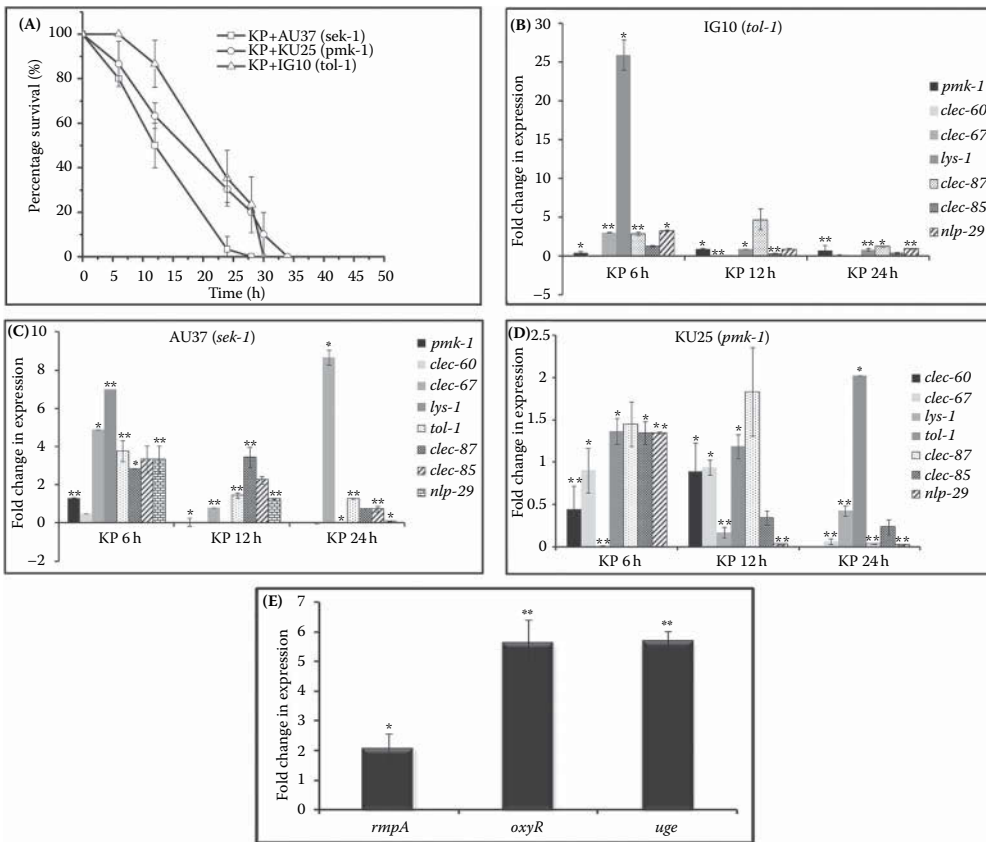 (A)
KP+AU37 (sek-1)
KP+KU25 (pmk-1)
KP+IG10 (tol-1)
Percentage survival (%)
100
80
60
40
20
0
0 5 10 15 20 25 30 35 40 45 50
Time (h)
(B)
IG10 (tol-1)
Fold change in expression
30
25
20
15
10
5
0
−5
* ** * ** *
* ** * **
** ** * **
KP 6 h KP 12 h KP 24 h
pmk-1
clec-60
clec-67
lys-1
clec-87
clec-85
nlp-29
(C)
AU37 (sek-1)
Fold change in expression
10
8
6
4
2
0
−2
** * ** ** * ** **
* ** ** ** **
* * ** ** *
KP 6 h KP 12 h KP 24 h
pmk-1
clec-60
clec-67
lys-1
tol-1
clec-87
clec-85
nlp-29
(D)
KU25 (pmk-1)
Fold change in expression
2.5
2
1.5
1
0.5
0
** * ** * * **
* * ** * **
** ** * ** **
KP 6 h KP 12 h KP 24 h
clec-60
clec-67
lys-1
tol-1
clec-87
clec-85
nlp-29
(E)
Fold change in expression
7
6
5
4
3
2
1
0
* ** **
rmpA oxyR uge